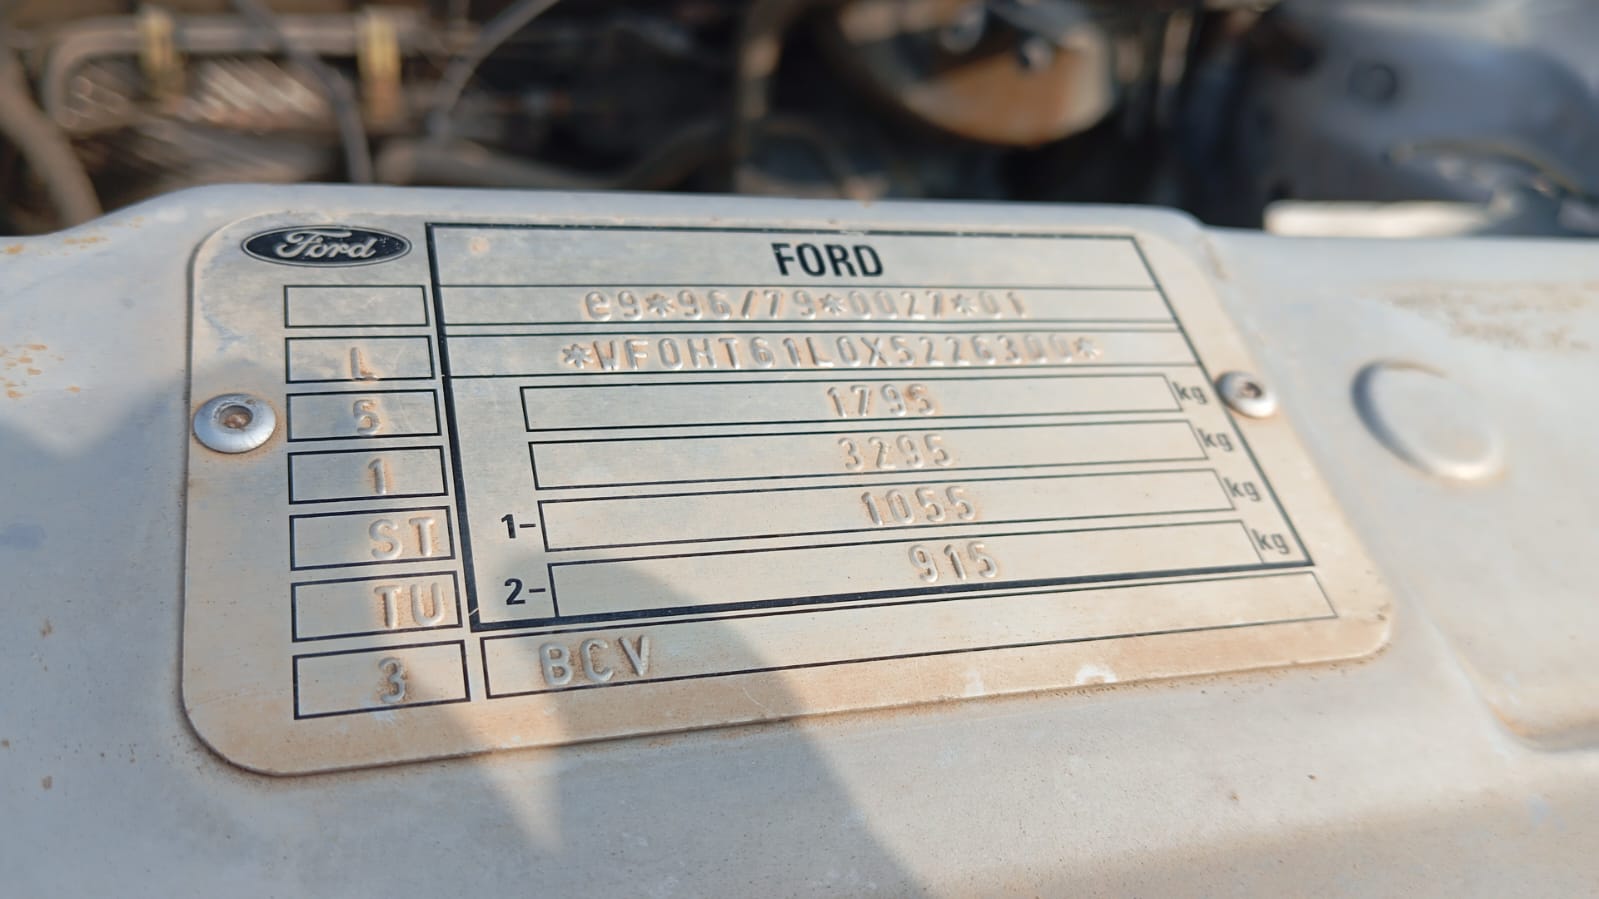 Ford
FORD
e9*96/79*0027*01
*WF0HT61L0X5226300*
L
1795 kg
5
3295 kg
1
1- 1055 kg
ST
2- 915 kg
TU
3
BCV